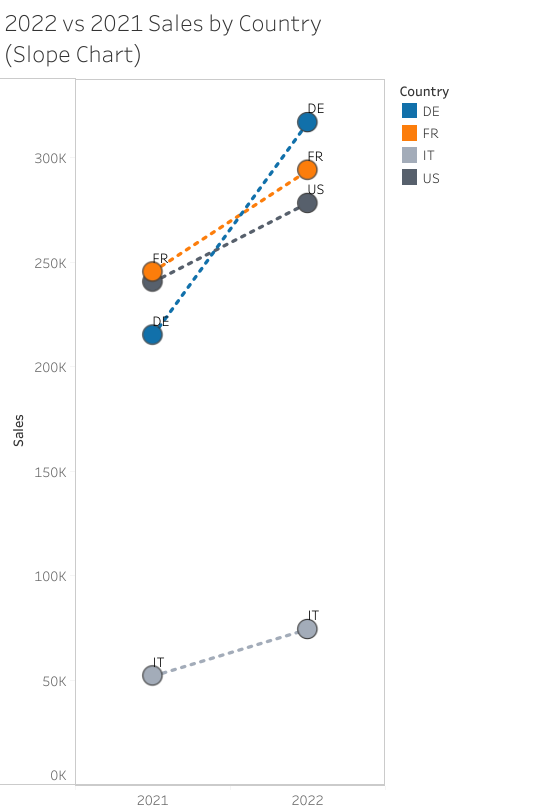 2022 vs 2021 Sales by Country
(Slope Chart)
Country
DE
FR
IT
US
DE
300K
FR
US
FR
250K
DE
200K
Sales
150K
100K
IT
IT
50K
0K
2021
2022